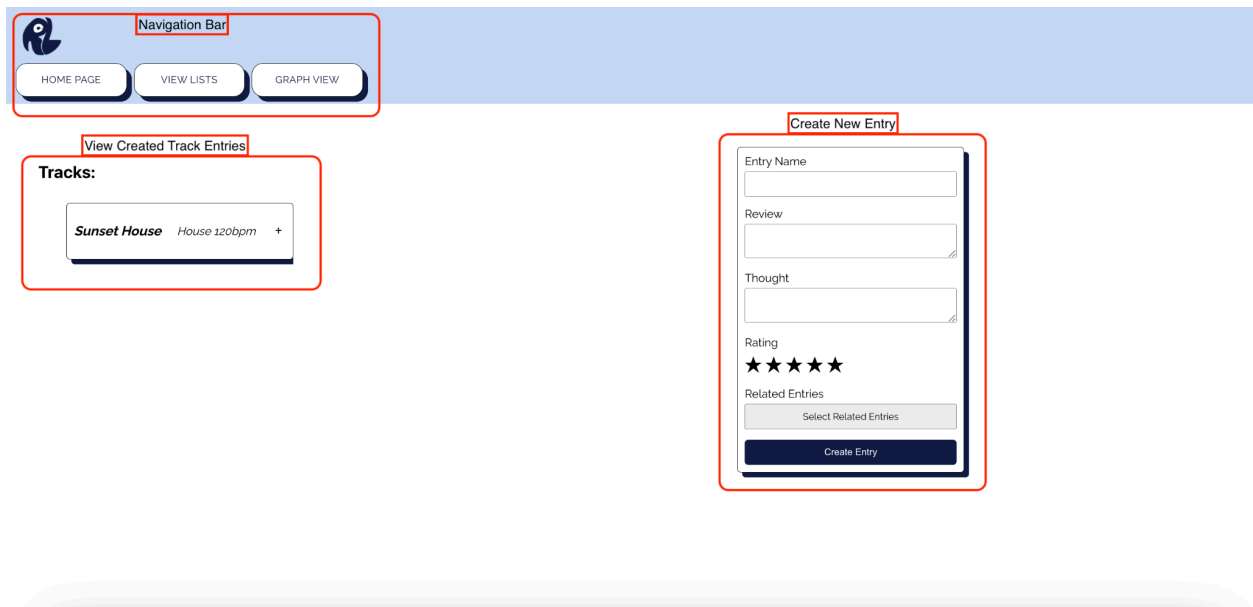 Navigation Bar
HOME PAGE VIEW LISTS GRAPH VIEW
View Created Track Entries
Tracks:
Sunset House House 120bpm +
Create New Entry
Entry Name
Review
Thought
Rating
★★★★★
Related Entries
Select Related Entries
Create Entry